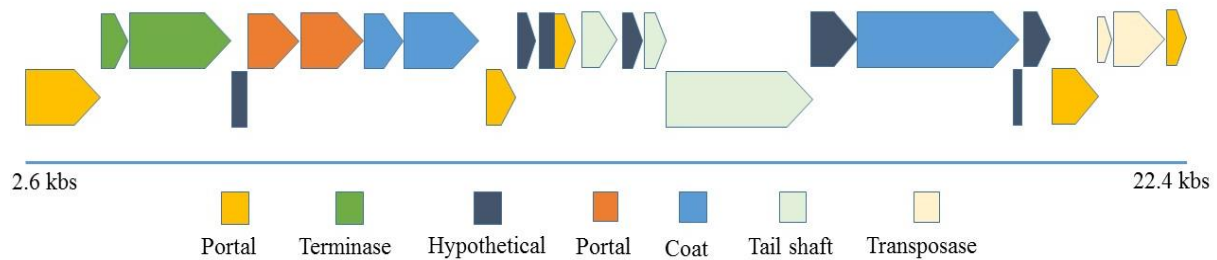 2.6 kbs 22.4 kbs
Portal Terminase Hypothetical Portal Coat Tail shaft Transposase